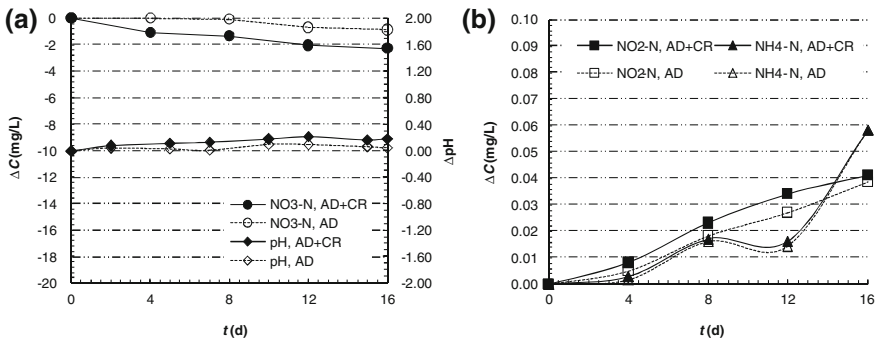 (a)
0
-2
-4
-6
-8
-10
-12
-14
-16
-18
-20
ΔC(mg/L)
2.00
1.60
1.20
0.80
0.40
0.00
-0.40
-0.80
-1.20
-1.60
-2.00
ΔpH
NO3-N, AD+CR
NO3-N, AD
pH, AD+CR
pH, AD
0 4 8 12 16
t(d)
(b)
0.10
0.09
0.08
0.07
0.06
0.05
0.04
0.03
0.02
0.01
0.00
ΔC(mg/L)
NO2-N, AD+CR NH4-N, AD+CR
NO2-N, AD NH4-N, AD
0 4 8 12 16
t(d)